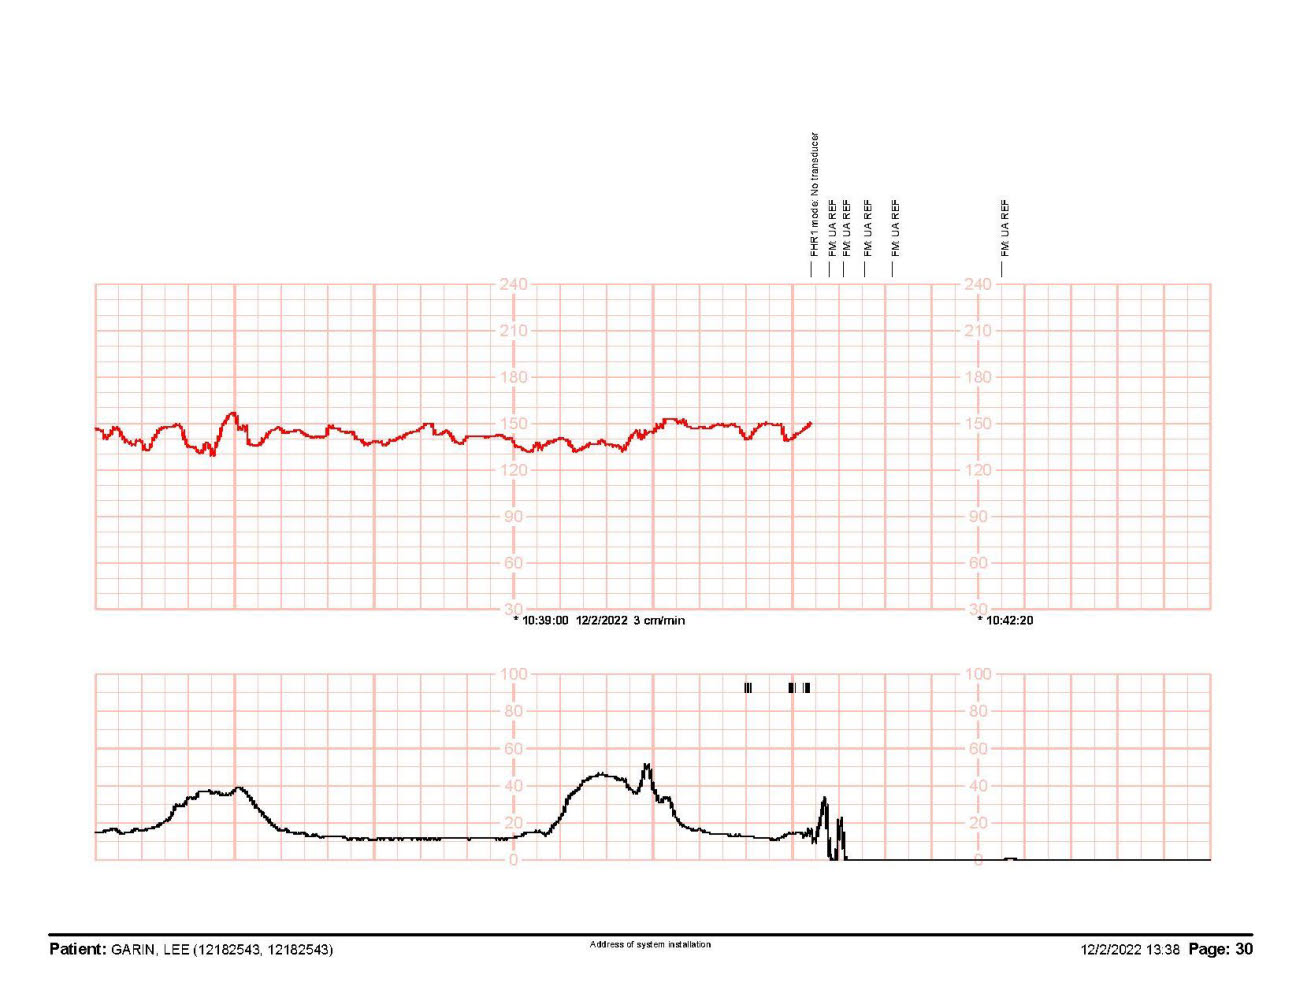 FHR1 mode: No transducer
FM: UA REF
FM: UA REF
FM: UA REF
FM: UA REF
FM: UA REF
240 240
210 210
180 180
150 150
120 120
90 90
60 60
30 30
* 10:39:00 12/2/2022 3 cm/min * 10:42:20
100 100
80 80
60 60
40 40
20 20
0 0
Patient: GARIN, LEE (12182543, 12182543) Address of system installation 12/2/2022 13:38 Page: 30